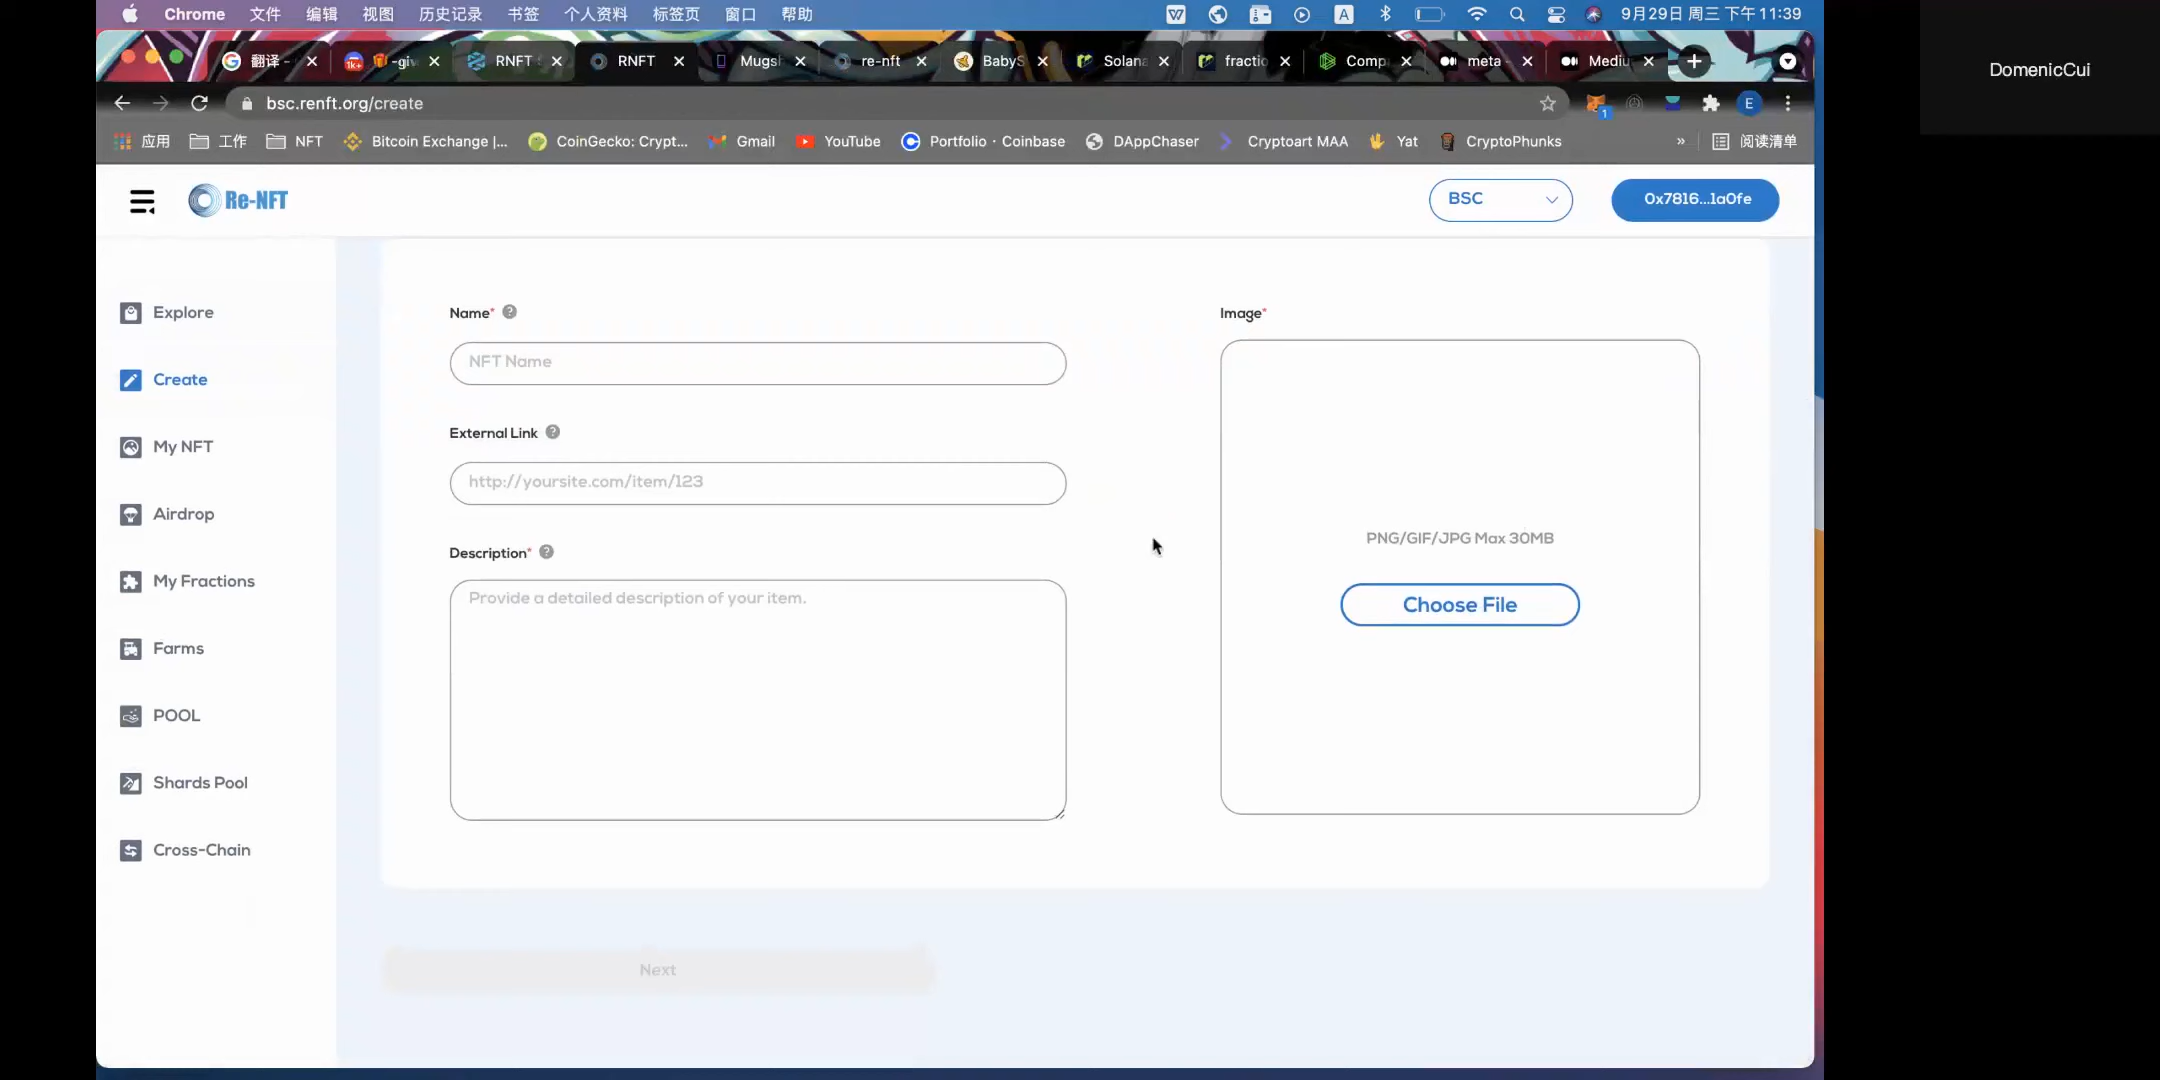 Chrome 文件 编辑 视图 历史记录 书签 个人资料 标签页 窗口 帮助 9月29日 周三 下午11:39
DomenicCui
翻译 - RNFT RNFT re-nft Solana fractio Comp meta
bsc.renft.org/create
应用 工作 NFT Bitcoin Exchange |... CoinGecko: Crypt... Gmail YouTube Portfolio · Coinbase DAppChaser Cryptoart MAA Yat CryptoPhunks » 阅读清单
Re-NFT BSC 0x7816...1a0fe
Explore
Create
My NFT
Airdrop
My Fractions
Farms
POOL
Shards Pool
Cross-Chain
Name* ?
NFT Name
External Link ?
http://yoursite.com/item/123
Description* ?
Provide a detailed description of your item.
Image*
PNG/GIF/JPG Max 30MB
Choose File
Next